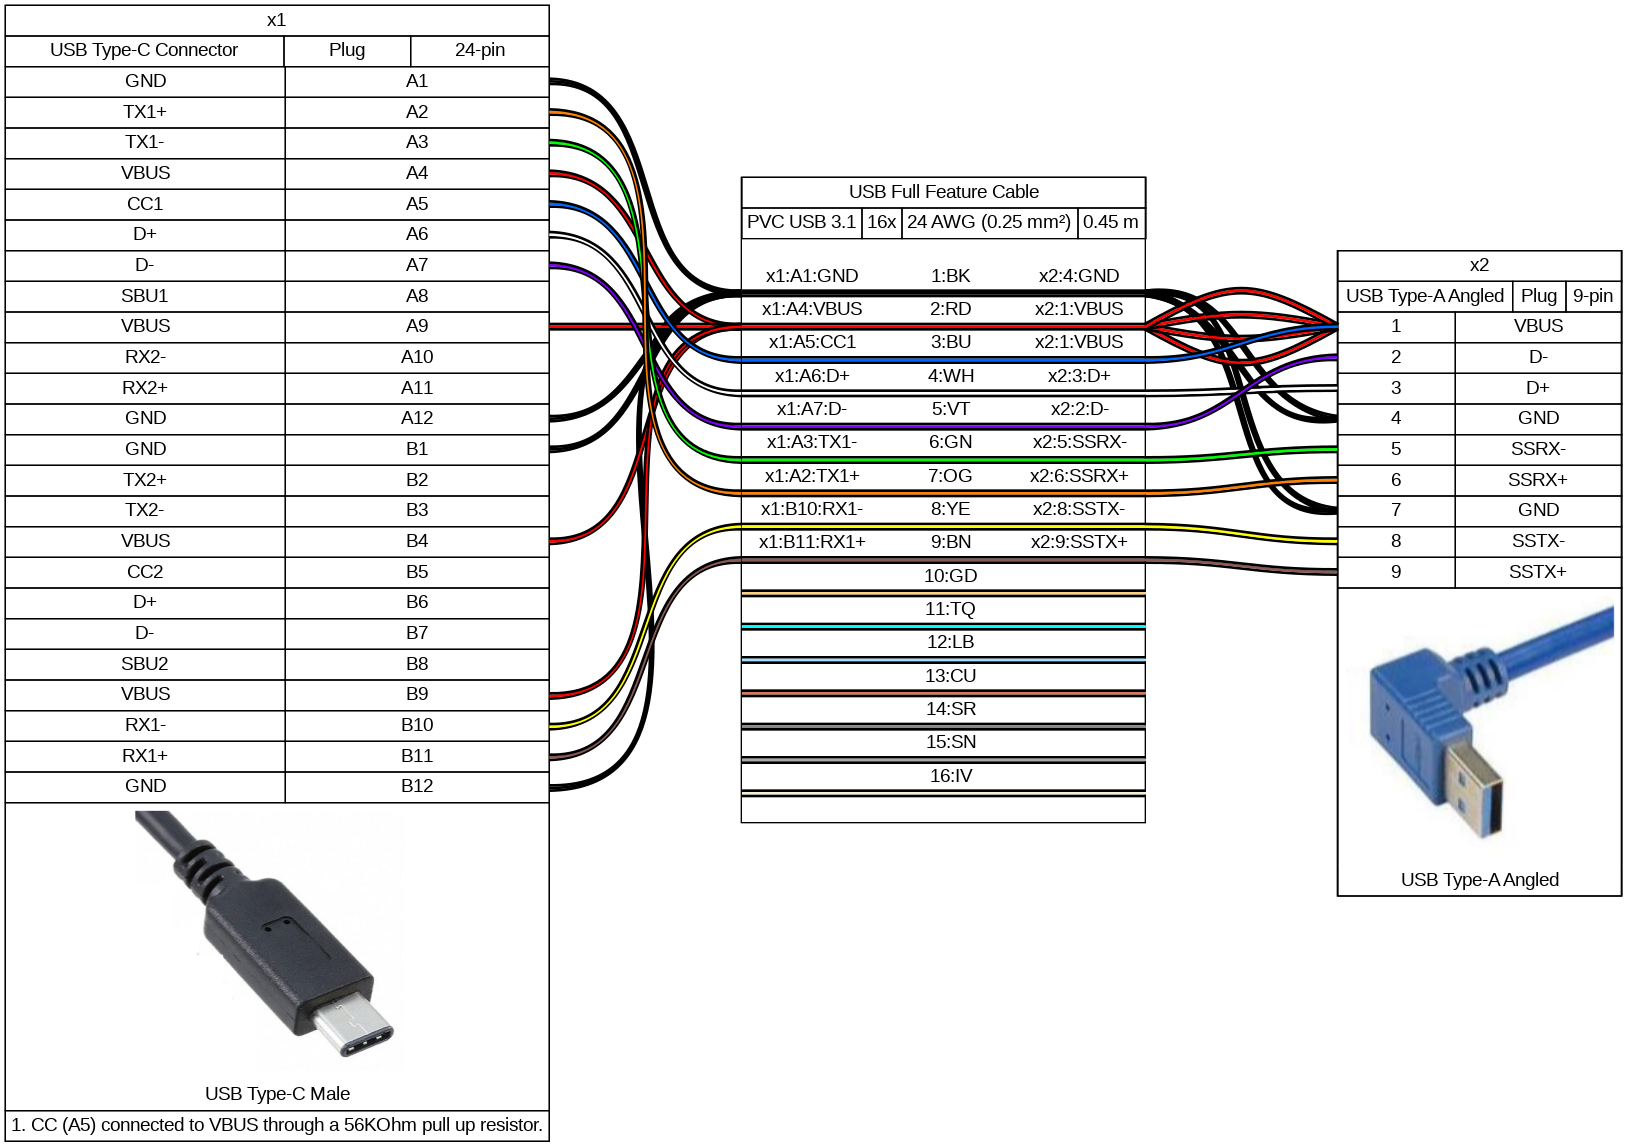 x1
USB Type-C Connector Plug 24-pin
GND A1
TX1+ A2
TX1- A3
VBUS A4
CC1 A5
D+ A6
D- A7
SBU1 A8
VBUS A9
RX2- A10
RX2+ A11
GND A12
GND B1
TX2+ B2
TX2- B3
VBUS B4
CC2 B5
D+ B6
D- B7
SBU2 B8
VBUS B9
RX1- B10
RX1+ B11
GND B12
USB Type-C Male
1. CC (A5) connected to VBUS through a 56KOhm pull up resistor.
USB Full Feature Cable
PVC USB 3.1 16x 24 AWG (0.25 mm²) 0.45 m
x1:A1:GND 1:BK x2:4:GND
x1:A4:VBUS 2:RD x2:1:VBUS
x1:A5:CC1 3:BU x2:1:VBUS
x1:A6:D+ 4:WH x2:3:D+
x1:A7:D- 5:VT x2:2:D-
x1:A3:TX1- 6:GN x2:5:SSRX-
x1:A2:TX1+ 7:OG x2:6:SSRX+
x1:B10:RX1- 8:YE x2:8:SSTX-
x1:B11:RX1+ 9:BN x2:9:SSTX+
10:GD
11:TQ
12:LB
13:CU
14:SR
15:SN
16:IV
x2
USB Type-A Angled Plug 9-pin
1 VBUS
2 D-
3 D+
4 GND
5 SSRX-
6 SSRX+
7 GND
8 SSTX-
9 SSTX+
USB Type-A Angled